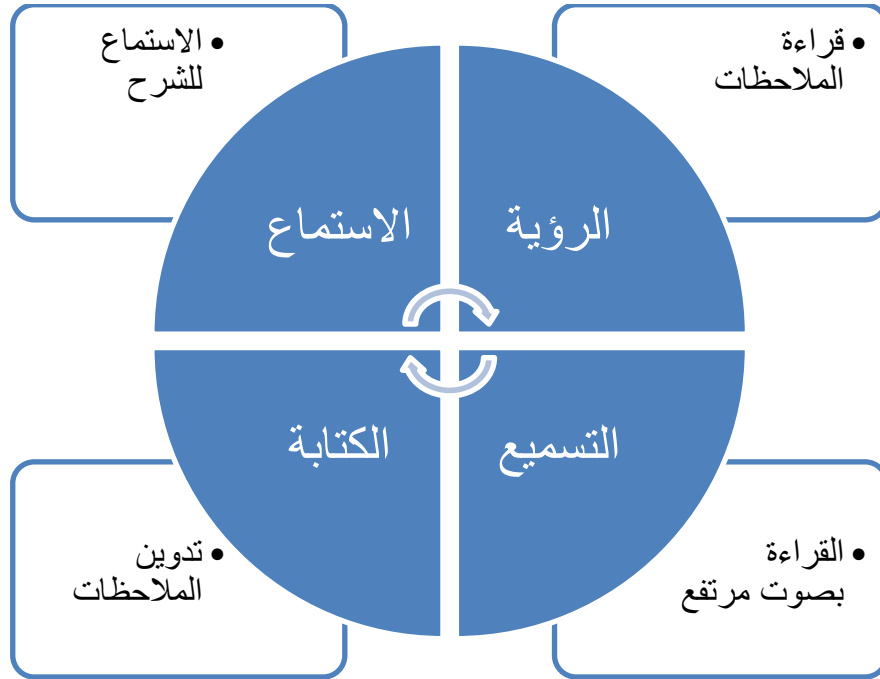 • قراءة
الملاحظات
• الاستماع
للشرح
الرؤية
الاستماع
التسميع
الكتابة
• القراءة
بصوت مرتفع
• تدوين
الملاحظات